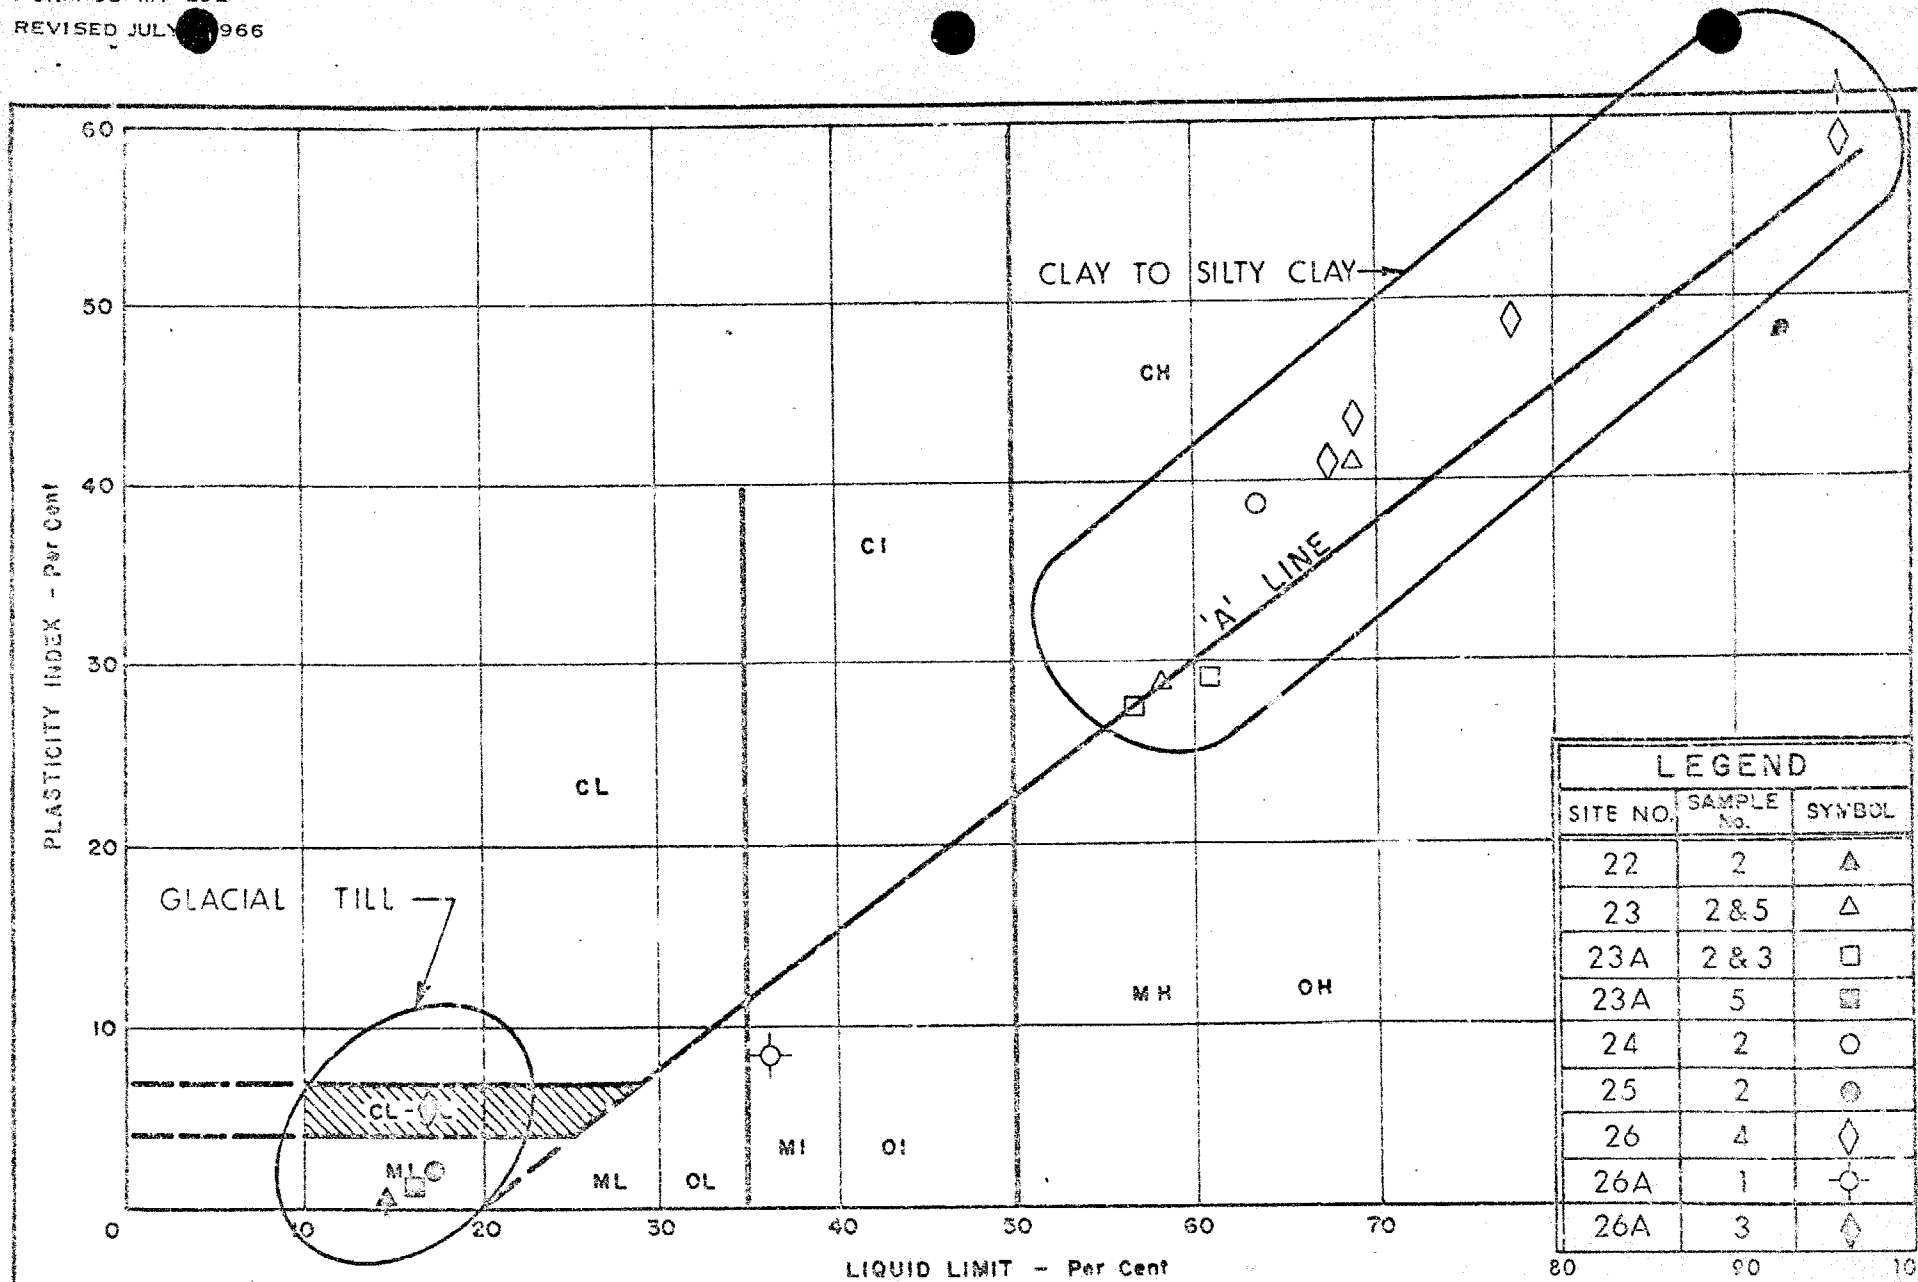 REVISED JULY 1966
60
50
40
30
20
10
PLASTICITY INDEX - Per Cent
CLAY TO SILTY CLAY
CH
CI
'A' LINE
CL
GLACIAL TILL
MH
OH
CL-
ML
MI
OI
ML
OL
0
10
20
30
40
50
60
70
80
90
10
LIQUID LIMIT - Per Cent
LEGEND
SITE NO. SAMPLE No. SYMBOL
22 2
23 2&5
23A 2 & 3
23A 5
24 2
25 2
26 4
26A 1
26A 3